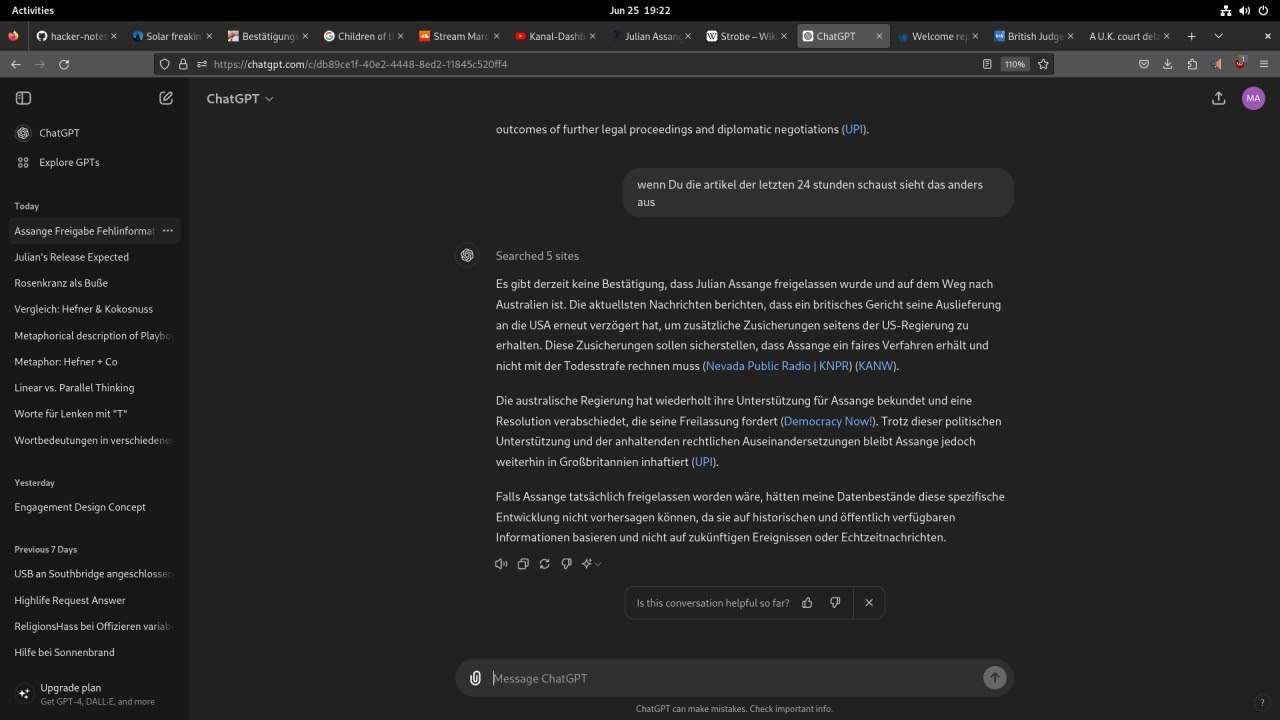 Activities
Jun 25 19:22
hacker-notes
Solar freakin'
Bestätigungs
Children of t
Stream Marc
Kanal-Dashb
Julian Assang
Strobe – Wiki
ChatGPT
Welcome rep
British Judge
A U.K. court dela
https://chatgpt.com/c/db89ce1f-40e2-4448-8ed2-11845c520ff4
110%
1
ChatGPT
MA
ChatGPT
Explore GPTs
Today
Assange Freigabe Fehlinformat
Julian's Release Expected
Rosenkranz als Buße
Vergleich: Hefner & Kokosnuss
Metaphorical description of Playbo
Metaphor: Hefner + Co
Linear vs. Parallel Thinking
Worte für Lenken mit "T"
Wortbedeutungen in verschiedene
Yesterday
Engagement Design Concept
Previous 7 Days
USB an Southbridge angeschlossen
Highlife Request Answer
ReligionsHass bei Offizieren variab
Hilfe bei Sonnenbrand
Upgrade plan
Get GPT-4, DALL·E, and more
outcomes of further legal proceedings and diplomatic negotiations (UPI).
wenn Du die artikel der letzten 24 stunden schaust sieht das anders
aus
Searched 5 sites
Es gibt derzeit keine Bestätigung, dass Julian Assange freigelassen wurde und auf dem Weg nach
Australien ist. Die aktuellsten Nachrichten berichten, dass ein britisches Gericht seine Auslieferung
an die USA erneut verzögert hat, um zusätzliche Zusicherungen seitens der US-Regierung zu
erhalten. Diese Zusicherungen sollen sicherstellen, dass Assange ein faires Verfahren erhält und
nicht mit der Todesstrafe rechnen muss (Nevada Public Radio | KNPR) (KANW).
Die australische Regierung hat wiederholt ihre Unterstützung für Assange bekundet und eine
Resolution verabschiedet, die seine Freilassung fordert (Democracy Now!). Trotz dieser politischen
Unterstützung und der anhaltenden rechtlichen Auseinandersetzungen bleibt Assange jedoch
weiterhin in Großbritannien inhaftiert (UPI).
Falls Assange tatsächlich freigelassen worden wäre, hätten meine Datenbestände diese spezifische
Entwicklung nicht vorhersagen können, da sie auf historischen und öffentlich verfügbaren
Informationen basieren und nicht auf zukünftigen Ereignissen oder Echtzeitnachrichten.
Is this conversation helpful so far?
Message ChatGPT
ChatGPT can make mistakes. Check important info.
?